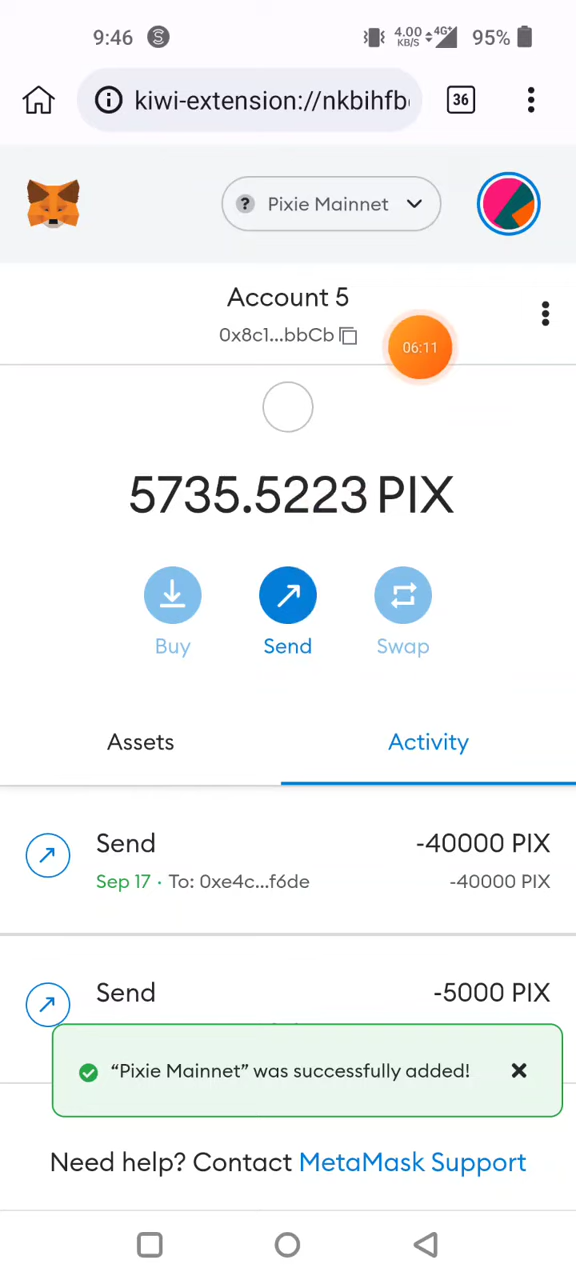 9:46 S 4.00 KB/S 4G+ 95%
kiwi-extension://nkbihfb 36
? Pixie Mainnet
Account 5
0x8c1...bbCb
06:11
5735.5223 PIX
Buy Send Swap
Assets Activity
Send -40000 PIX
Sep 17 · To: 0xe4c...f6de -40000 PIX
Send -5000 PIX
“Pixie Mainnet” was successfully added!
Need help? Contact MetaMask Support